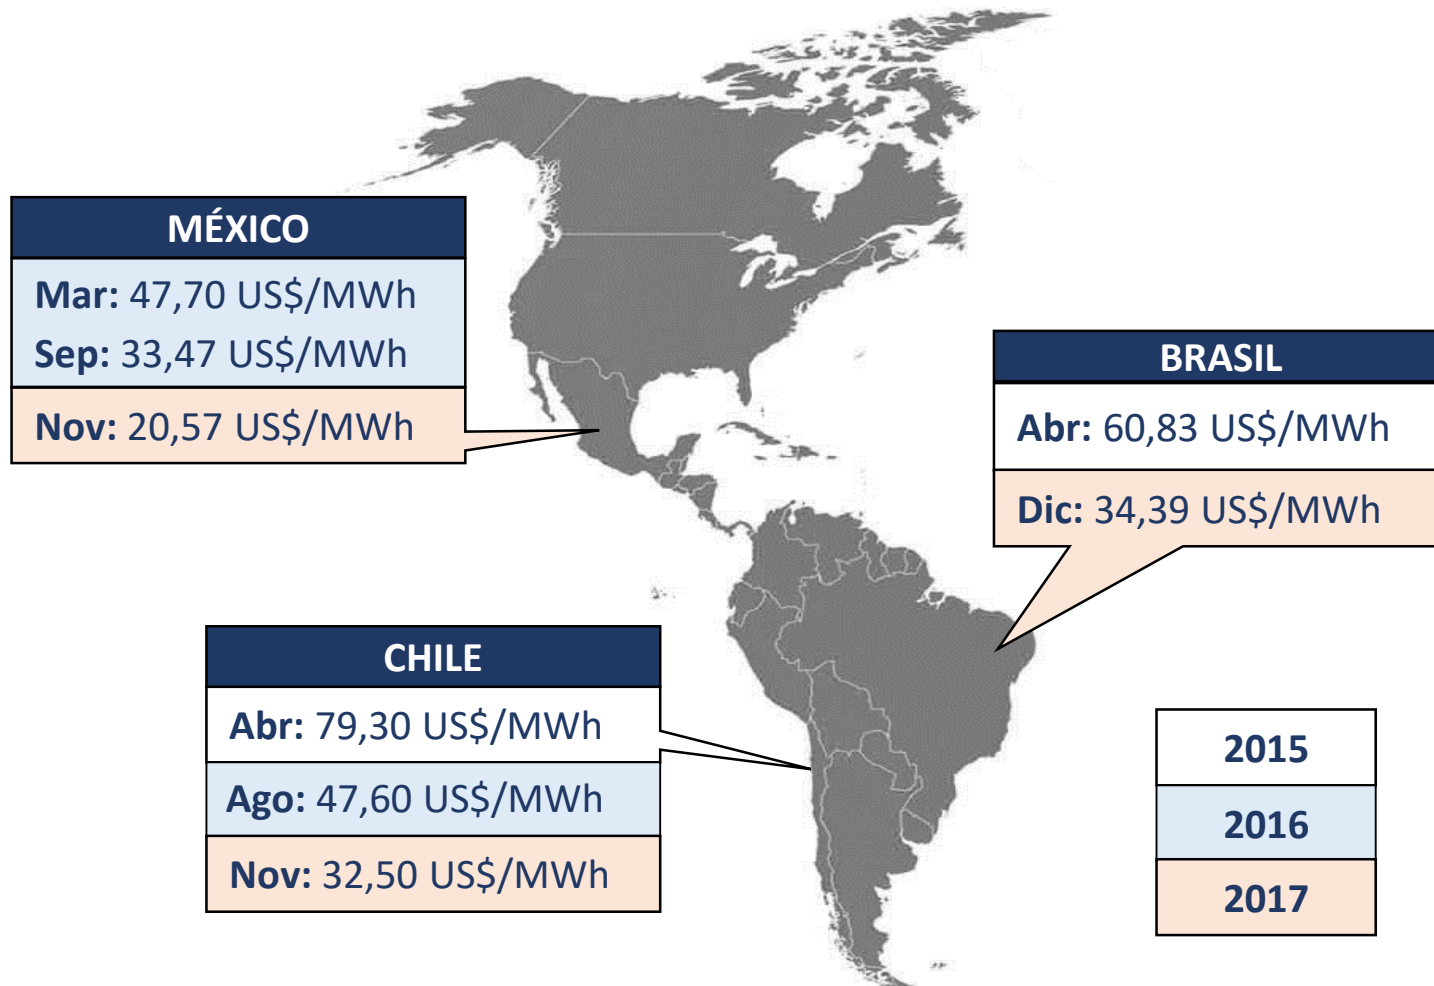 MÉXICO
Mar: 47,70 US$/MWh
Sep: 33,47 US$/MWh
Nov: 20,57 US$/MWh
BRASIL
Abr: 60,83 US$/MWh
Dic: 34,39 US$/MWh
CHILE
Abr: 79,30 US$/MWh
Ago: 47,60 US$/MWh
Nov: 32,50 US$/MWh
2015
2016
2017